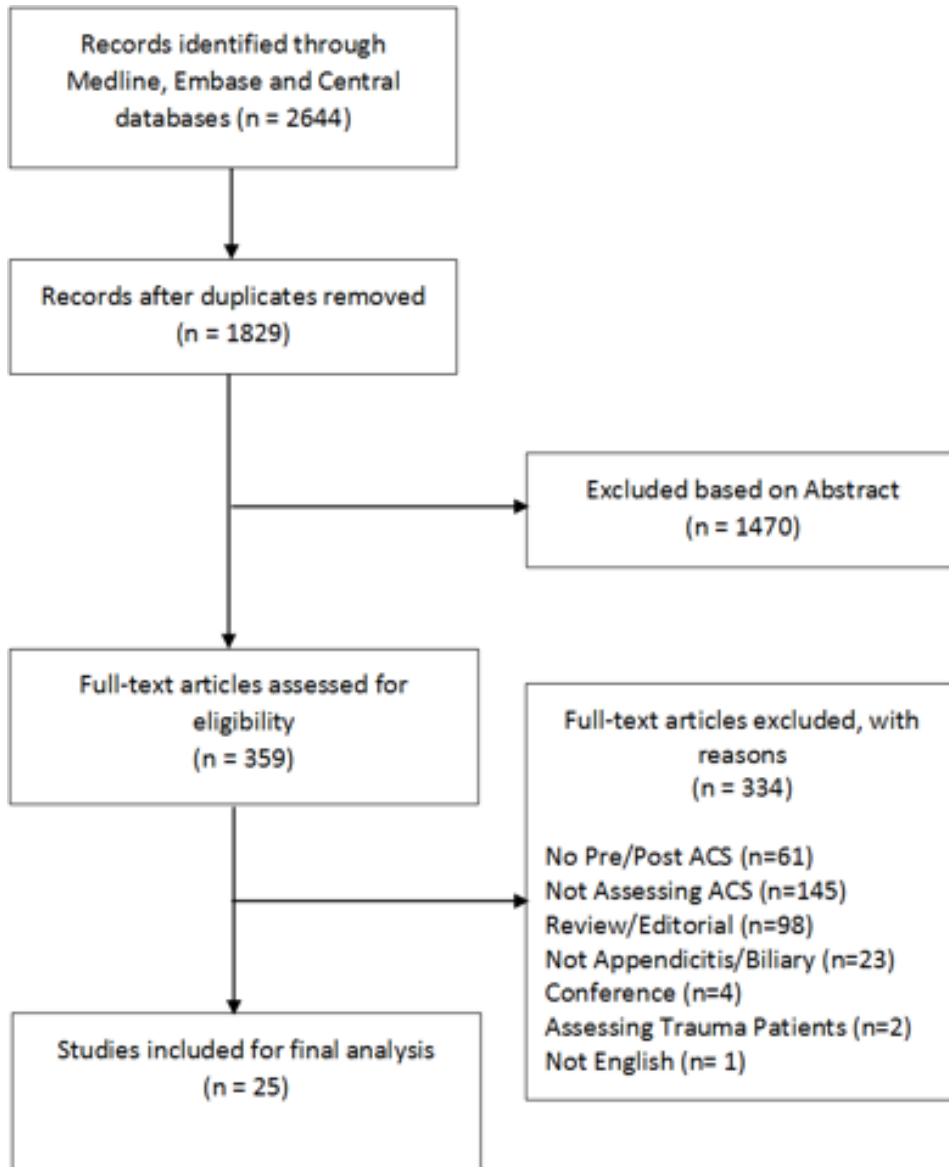 Records identified through
Medline, Embase and Central
databases (n = 2644)
Records after duplicates removed
(n = 1829)
Excluded based on Abstract
(n = 1470)
Full-text articles assessed for
eligibility
(n = 359)
Full-text articles excluded, with
reasons
(n = 334)
No Pre/Post ACS (n=61)
Not Assessing ACS (n=145)
Review/Editorial (n=98)
Not Appendicitis/Biliary (n=23)
Conference (n=4)
Assessing Trauma Patients (n=2)
Not English (n= 1)
Studies included for final analysis
(n = 25)